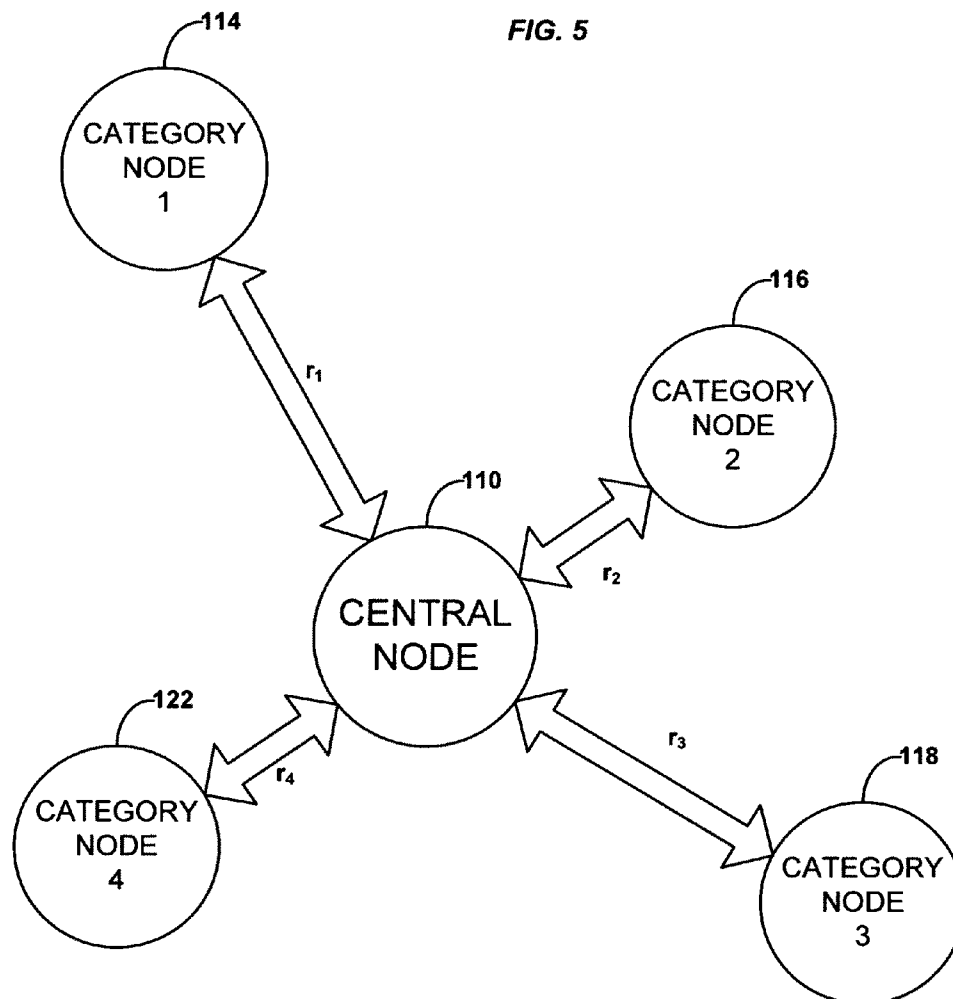 FIG. 5
114
CATEGORY
NODE
1
116
CATEGORY
NODE
2
r₁
110
r₂
CENTRAL
NODE
122
CATEGORY
NODE
4
r₄
r₃
118
CATEGORY
NODE
3